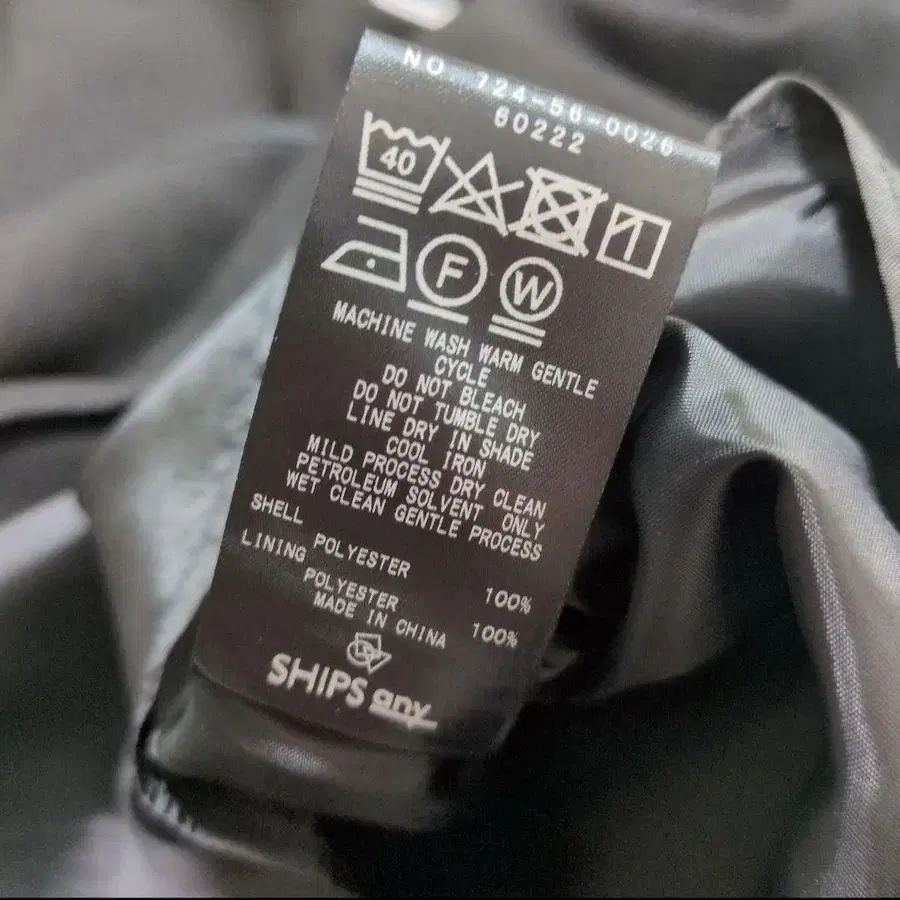 NO 724-56-0026
60222
40
F W
MACHINE WASH WARM GENTLE
CYCLE
DO NOT BLEACH
DO NOT TUMBLE DRY
LINE DRY IN SHADE
COOL IRON
MILD PROCESS DRY CLEAN
PETROLEUM SOLVENT ONLY
WET CLEAN GENTLE PROCESS
SHELL
POLYESTER 100%
LINING
POLYESTER 100%
MADE IN CHINA
SHIPS any